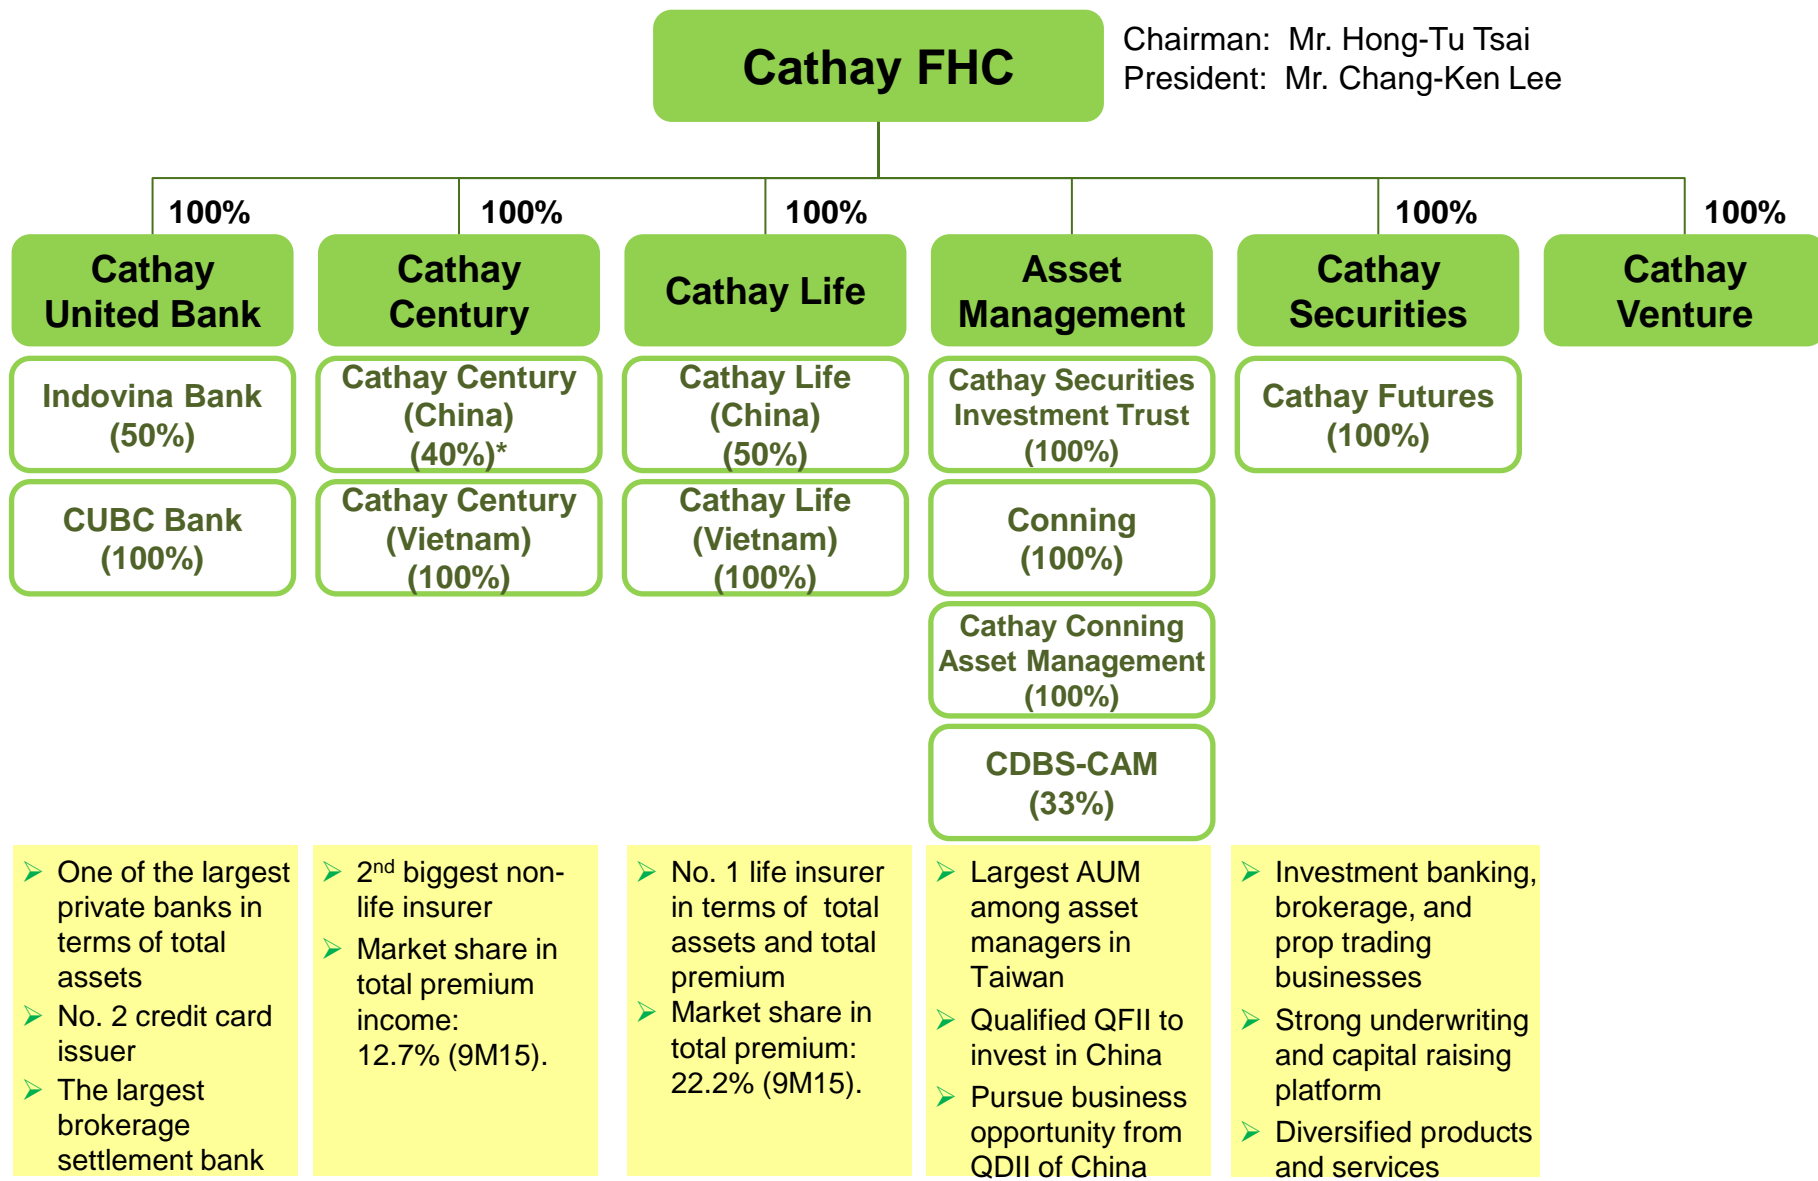 Cathay FHC
Chairman: Mr. Hong-Tu Tsai
President: Mr. Chang-Ken Lee
100%
100%
100%
100%
100%
Cathay
United Bank
Cathay
Century
Cathay Life
Asset
Management
Cathay
Securities
Cathay
Venture
Indovina Bank
(50%)
CUBC Bank
(100%)
Cathay Century
(China)
(40%)*
Cathay Century
(Vietnam)
(100%)
Cathay Life
(China)
(50%)
Cathay Life
(Vietnam)
(100%)
Cathay Securities
Investment Trust
(100%)
Conning
(100%)
Cathay Conning
Asset Management
(100%)
CDBS-CAM
(33%)
Cathay Futures
(100%)
➢ One of the largest
private banks in
terms of total
assets
➢ No. 2 credit card
issuer
➢ The largest
brokerage
settlement bank
➢ 2nd biggest non-
life insurer
➢ Market share in
total premium
income:
12.7% (9M15).
➢ No. 1 life insurer
in terms of total
assets and total
premium
➢ Market share in
total premium:
22.2% (9M15).
➢ Largest AUM
among asset
managers in
Taiwan
➢ Qualified QFII to
invest in China
➢ Pursue business
opportunity from
QDII of China
➢ Investment banking,
brokerage, and
prop trading
businesses
➢ Strong underwriting
and capital raising
platform
➢ Diversified products
and services